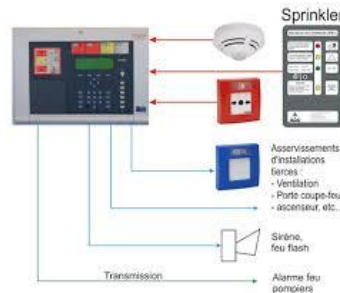 Sprinkler
Asservissements
d'installations
tierces :
- Ventilation
- Porte coupe-feu
- ascenseur, etc..
Sirène,
feu flash
Transmission
Alarme feu
pompiers